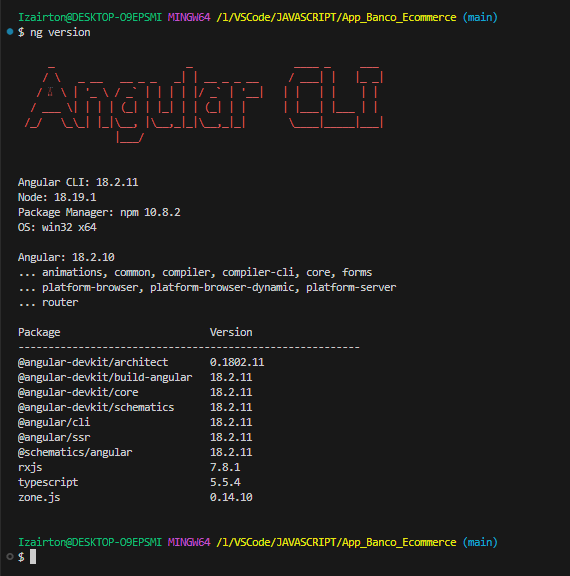 Izairton@DESKTOP-O9EPSMI MINGW64 /l/VSCode/JAVASCRIPT/App_Banco_Ecommerce (main)
$ ng version
Angular CLI
Angular CLI: 18.2.11
Node: 18.19.1
Package Manager: npm 10.8.2
OS: win32 x64
Angular: 18.2.10
... animations, common, compiler, compiler-cli, core, forms
... platform-browser, platform-browser-dynamic, platform-server
... router
Package Version
------------------------------------------------------------
@angular-devkit/architect 0.1802.11
@angular-devkit/build-angular 18.2.11
@angular-devkit/core 18.2.11
@angular-devkit/schematics 18.2.11
@angular/cli 18.2.11
@angular/ssr 18.2.11
@schematics/angular 18.2.11
rxjs 7.8.1
typescript 5.5.4
zone.js 0.14.10
Izairton@DESKTOP-O9EPSMI MINGW64 /l/VSCode/JAVASCRIPT/App_Banco_Ecommerce (main)
$